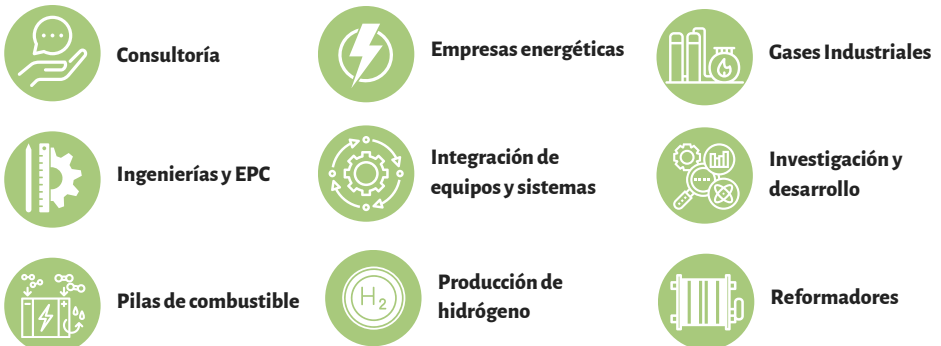 Consultoría
Empresas energéticas
Gases Industriales
Ingenierías y EPC
Integración de
equipos y sistemas
Investigación y
desarrollo
Pilas de combustible
H₂
Producción de
hidrógeno
Reformadores